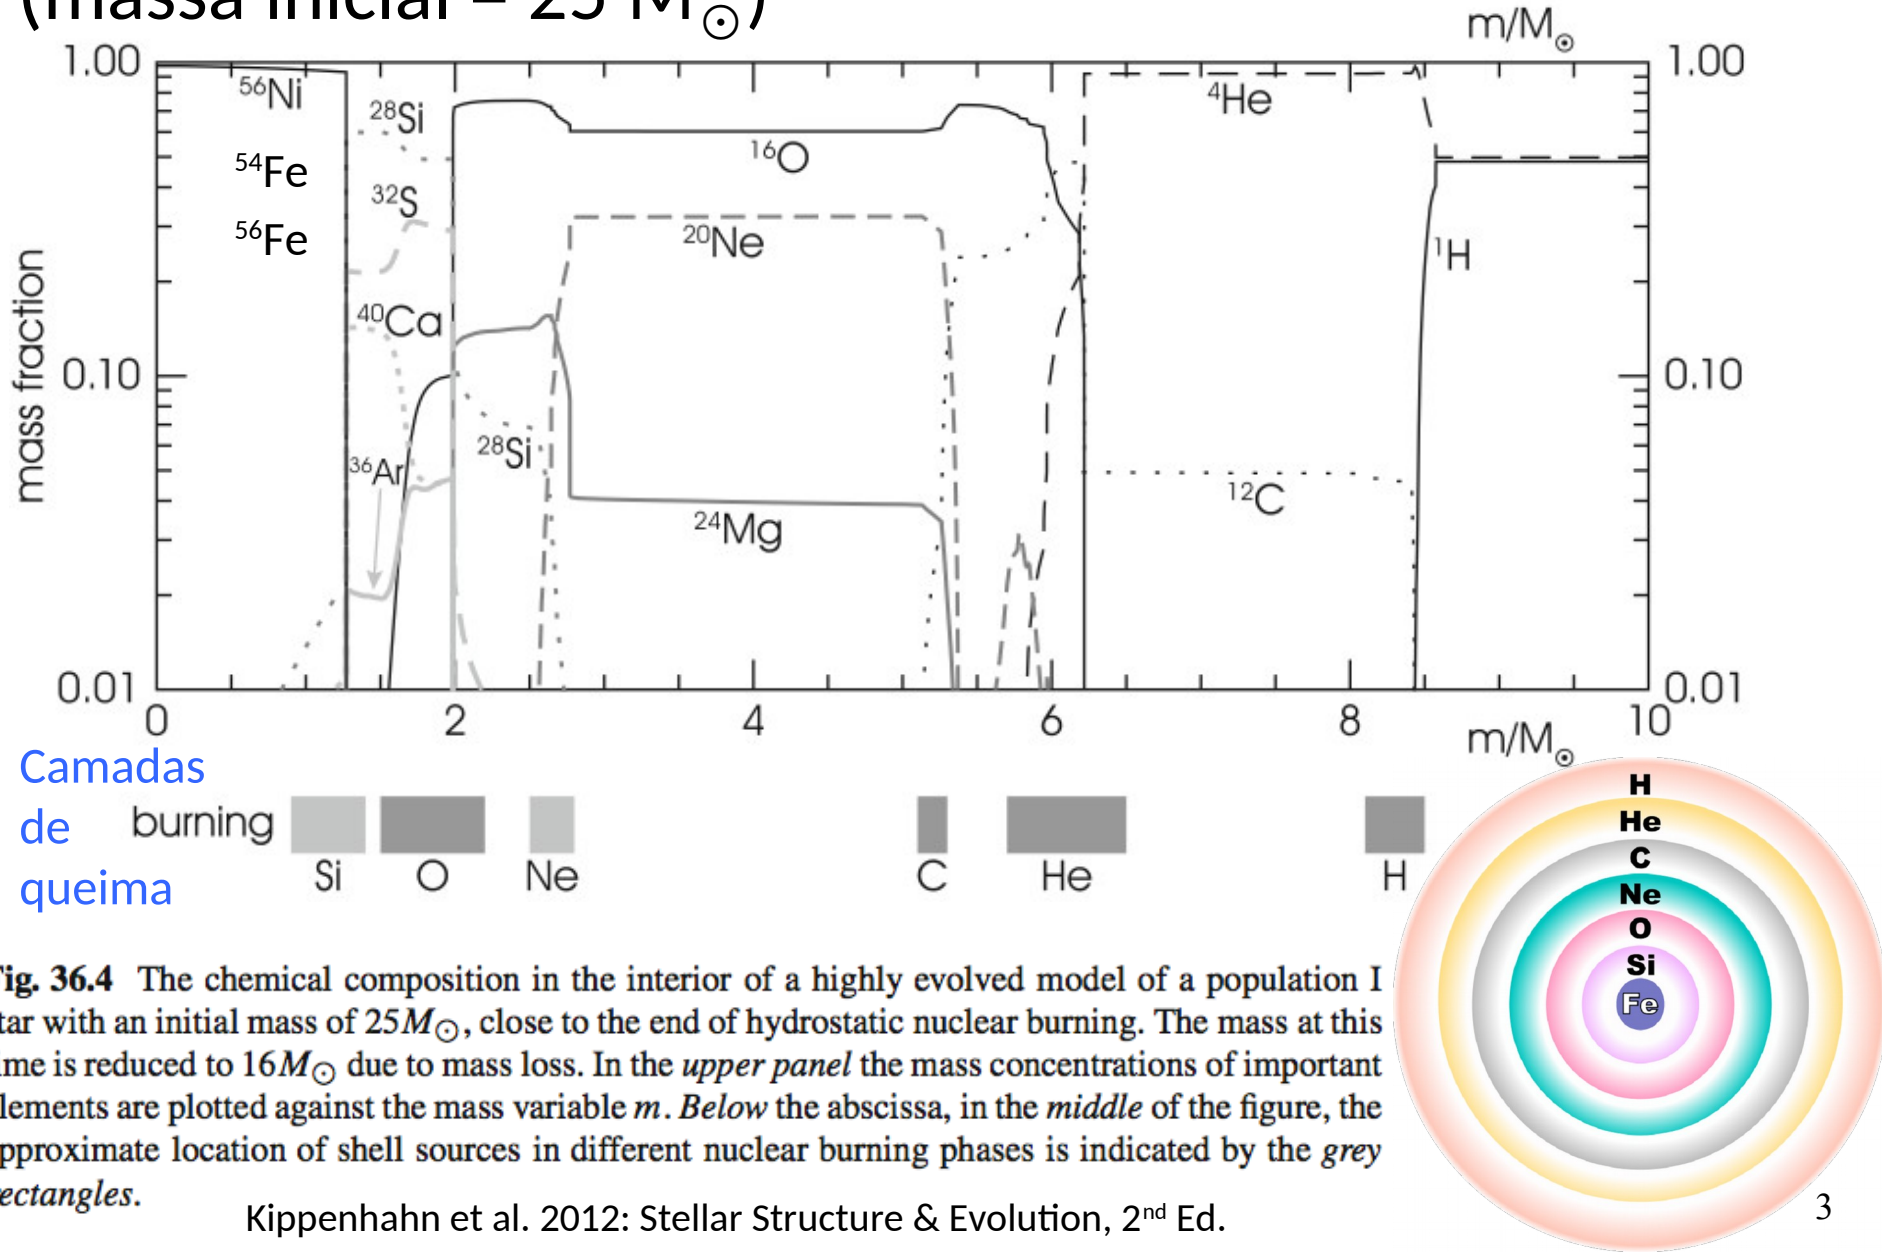 (massa inicial = 25 M☉)
m/M☉
1.00
1.00
⁵⁶Ni
²⁸Si
⁴He
¹⁶O
⁵⁴Fe
³²S
⁵⁶Fe
²⁰Ne
¹H
⁴⁰Ca
mass fraction
0.10
0.10
²⁸Si
³⁶Ar
¹²C
²⁴Mg
0.01
0.01
0 2 4 6 8 10
m/M☉
Camadas
de
queima
burning
Si O Ne C He H
H
He
C
Ne
O
Si
Fe
ig. 36.4 The chemical composition in the interior of a highly evolved model of a population I
tar with an initial mass of 25M☉, close to the end of hydrostatic nuclear burning. The mass at this
me is reduced to 16M☉ due to mass loss. In the upper panel the mass concentrations of important
lements are plotted against the mass variable m. Below the abscissa, in the middle of the figure, the
pproximate location of shell sources in different nuclear burning phases is indicated by the grey
ectangles.
Kippenhahn et al. 2012: Stellar Structure & Evolution, 2ⁿᵈ Ed.
3